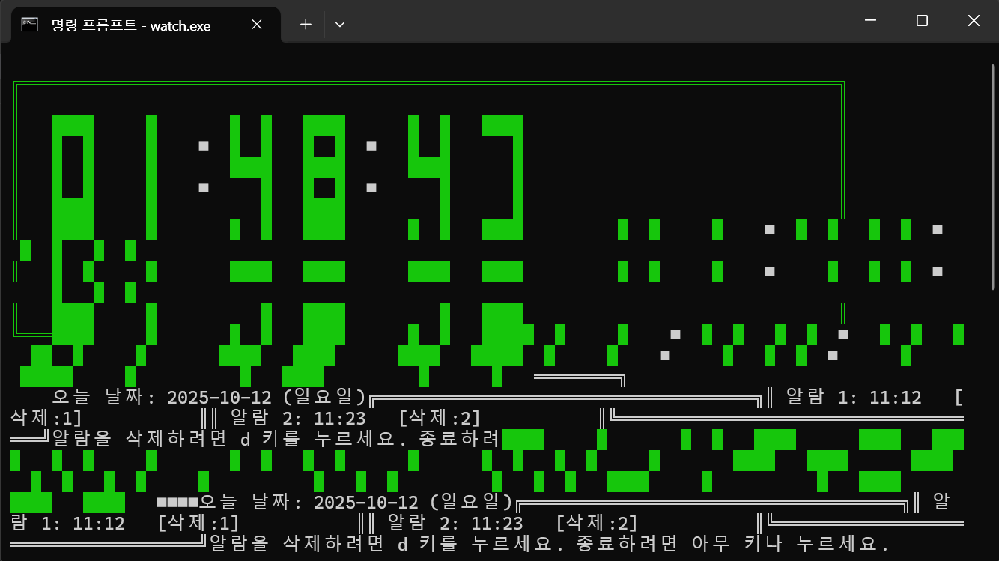 명령 프롬프트 - watch.exe
01:48:43
오늘 날짜: 2025-10-12 (일요일) 알람 1: 11:12 [
삭제:1] 알람 2: 11:23 [삭제:2]
알람을 삭제하려면 d 키를 누르세요. 종료하려
오늘 날짜: 2025-10-12 (일요일) 알
람 1: 11:12 [삭제:1] 알람 2: 11:23 [삭제:2]
알람을 삭제하려면 d 키를 누르세요. 종료하려면 아무 키나 누르세요.